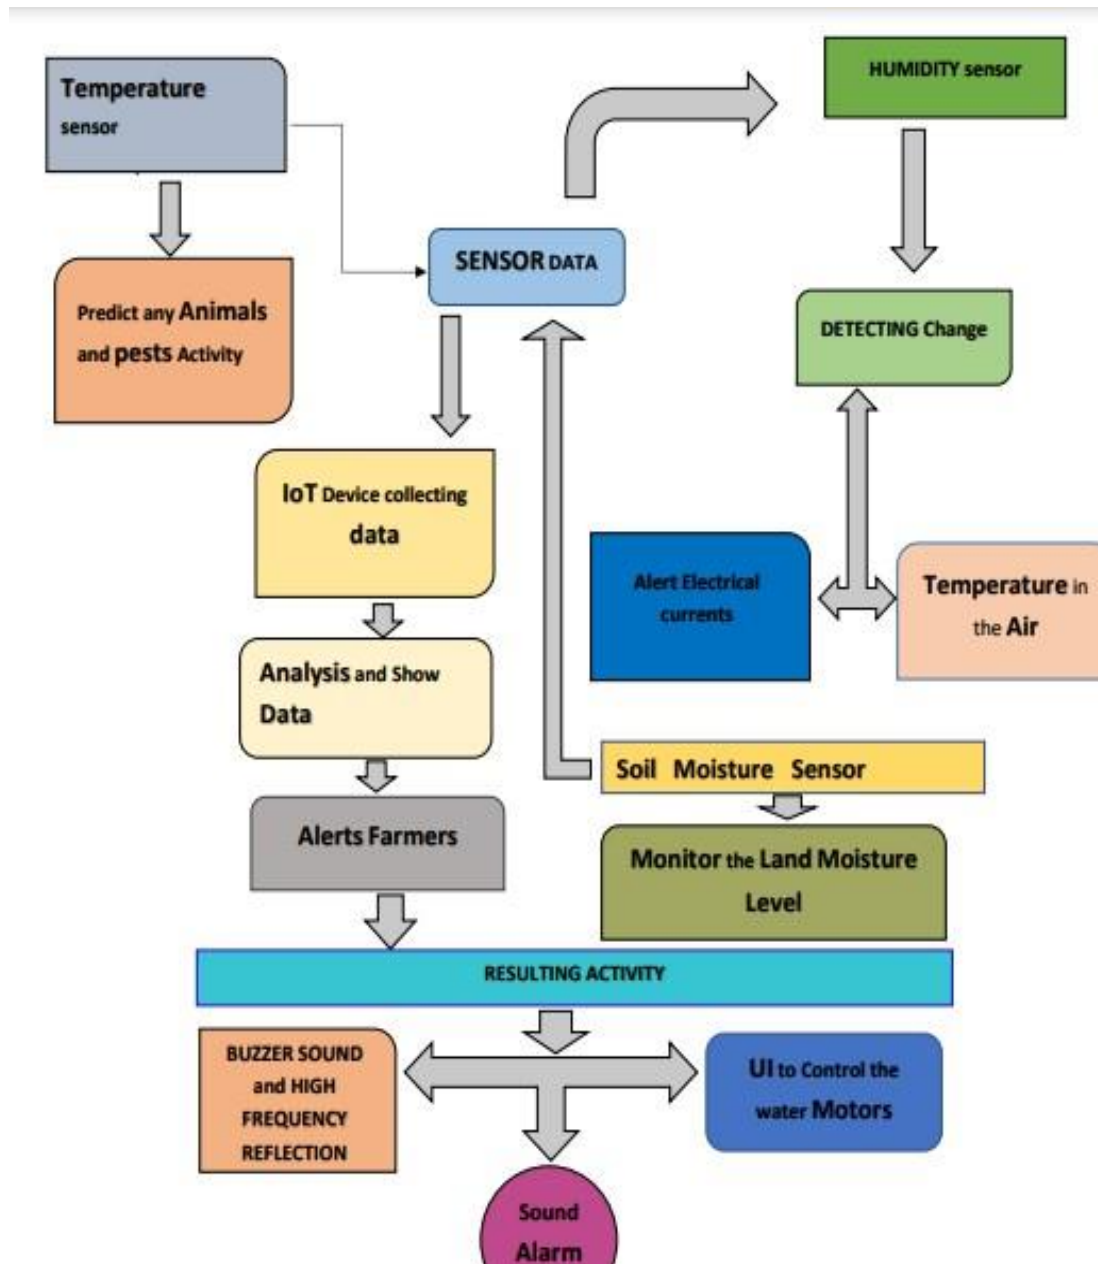 Temperature
sensor
HUMIDITY sensor
SENSOR DATA
Predict any Animals
and pests Activity
DETECTING Change
IoT Device collecting
data
Alert Electrical
currents
Temperature in
the Air
Analysis and Show
Data
Soil Moisture Sensor
Alerts Farmers
Monitor the Land Moisture
Level
RESULTING ACTIVITY
BUZZER SOUND
and HIGH
FREQUENCY
REFLECTION
UI to Control the
water Motors
Sound
Alarm